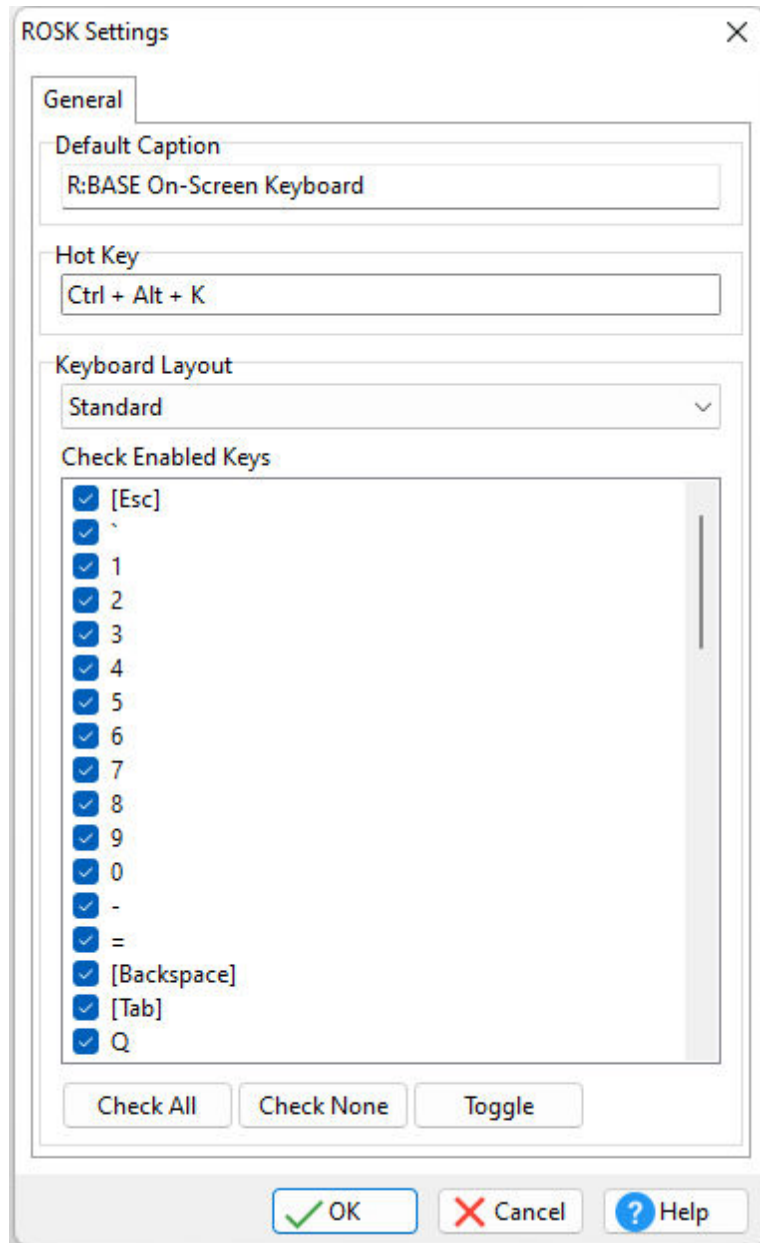 ROSK Settings
General
Default Caption
R:BASE On-Screen Keyboard
Hot Key
Ctrl + Alt + K
Keyboard Layout
Standard
Check Enabled Keys
[Esc]
`
1
2
3
4
5
6
7
8
9
0
-
=
[Backspace]
[Tab]
Q
Check All Check None Toggle
OK Cancel ? Help